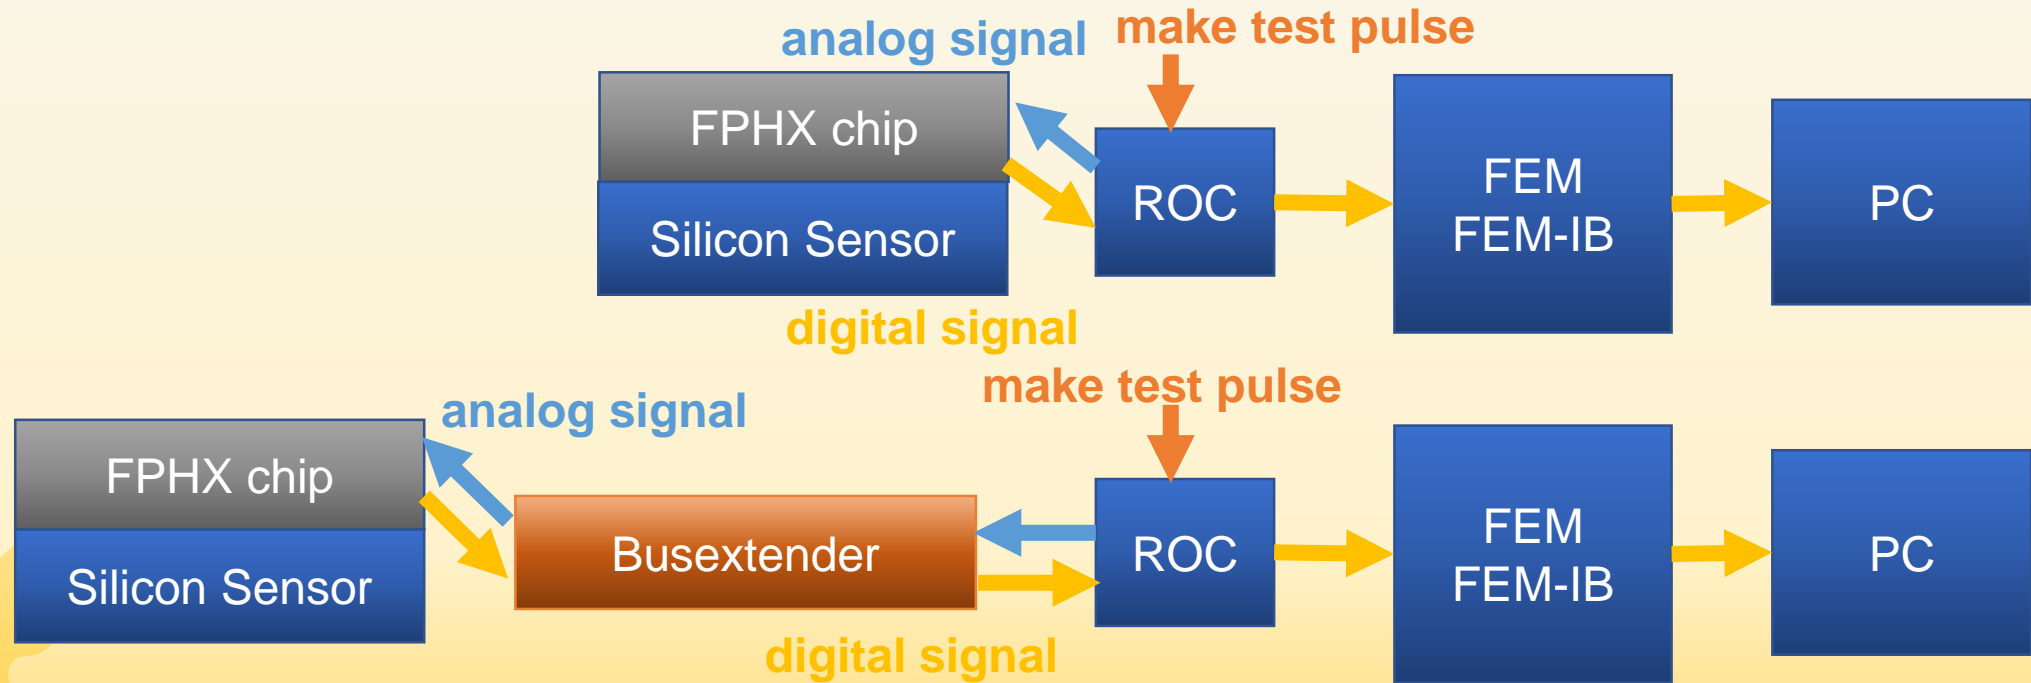 analog signal
make test pulse
FPHX chip
Silicon Sensor
ROC
FEM
FEM-IB
PC
digital signal
make test pulse
analog signal
FPHX chip
Silicon Sensor
Busextender
ROC
FEM
FEM-IB
PC
digital signal